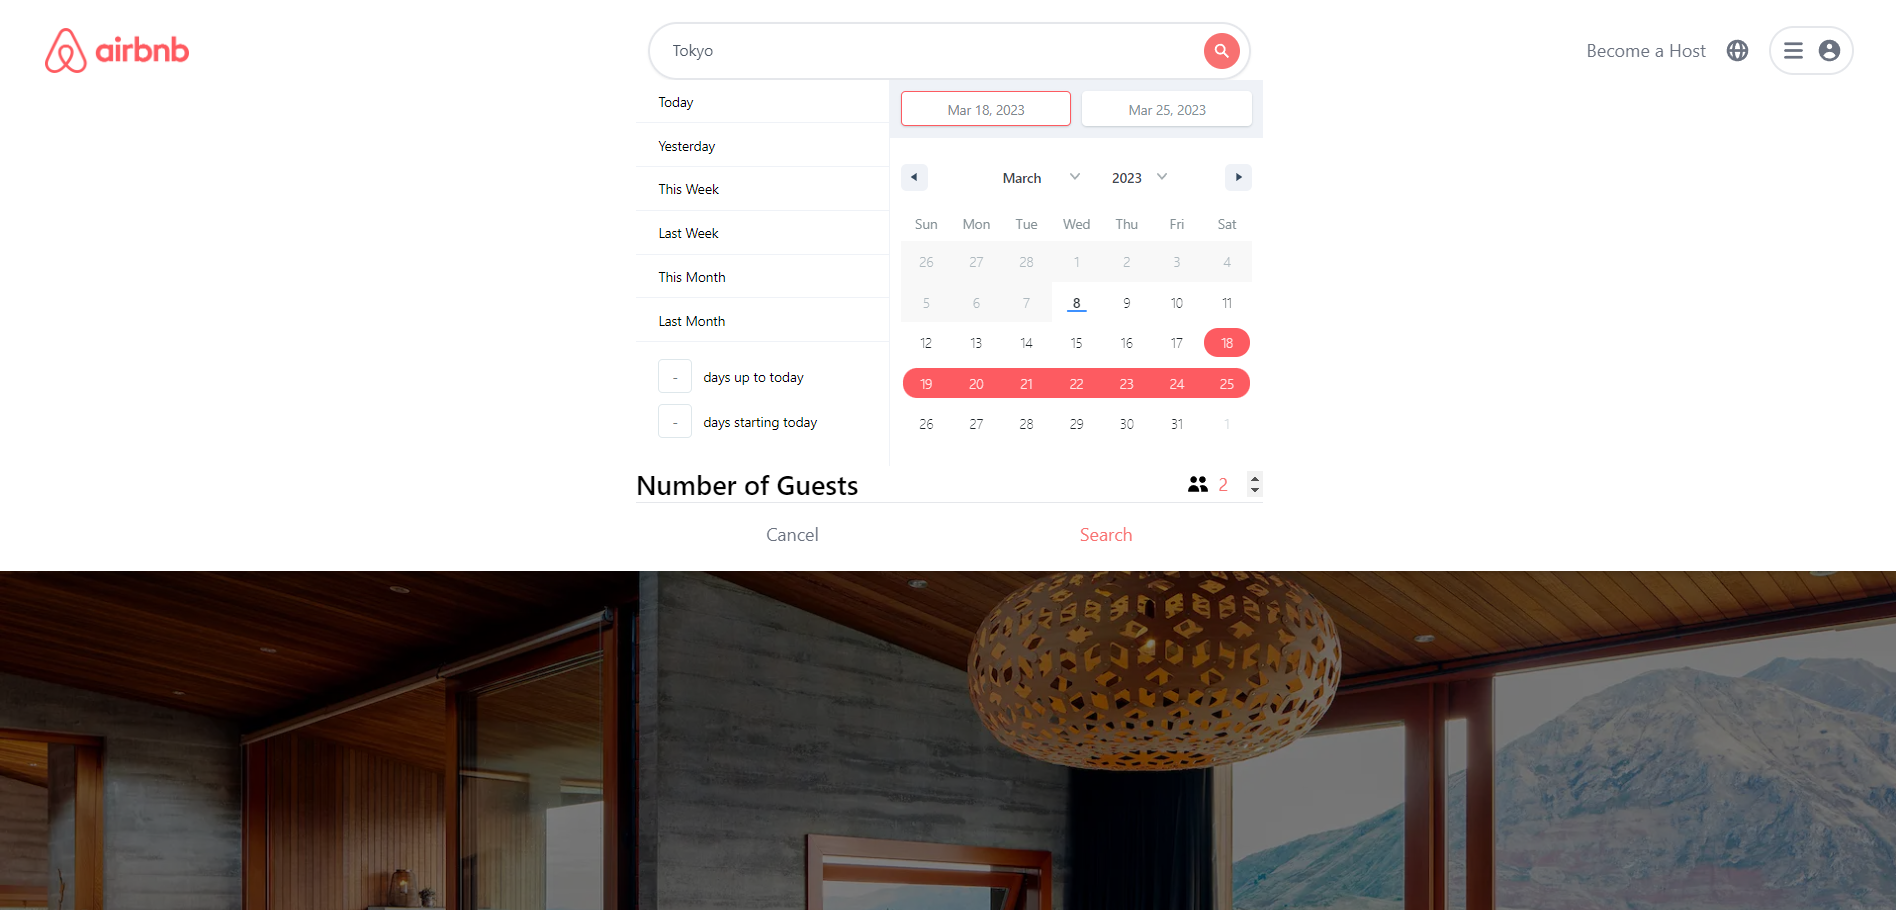 airbnb
Tokyo
Become a Host
Today
Yesterday
This Week
Last Week
This Month
Last Month
- days up to today
- days starting today
Mar 18, 2023 Mar 25, 2023
March 2023
Sun Mon Tue Wed Thu Fri Sat
26 27 28 1 2 3 4
5 6 7 8 9 10 11
12 13 14 15 16 17 18
19 20 21 22 23 24 25
26 27 28 29 30 31 1
Number of Guests 2
Cancel Search